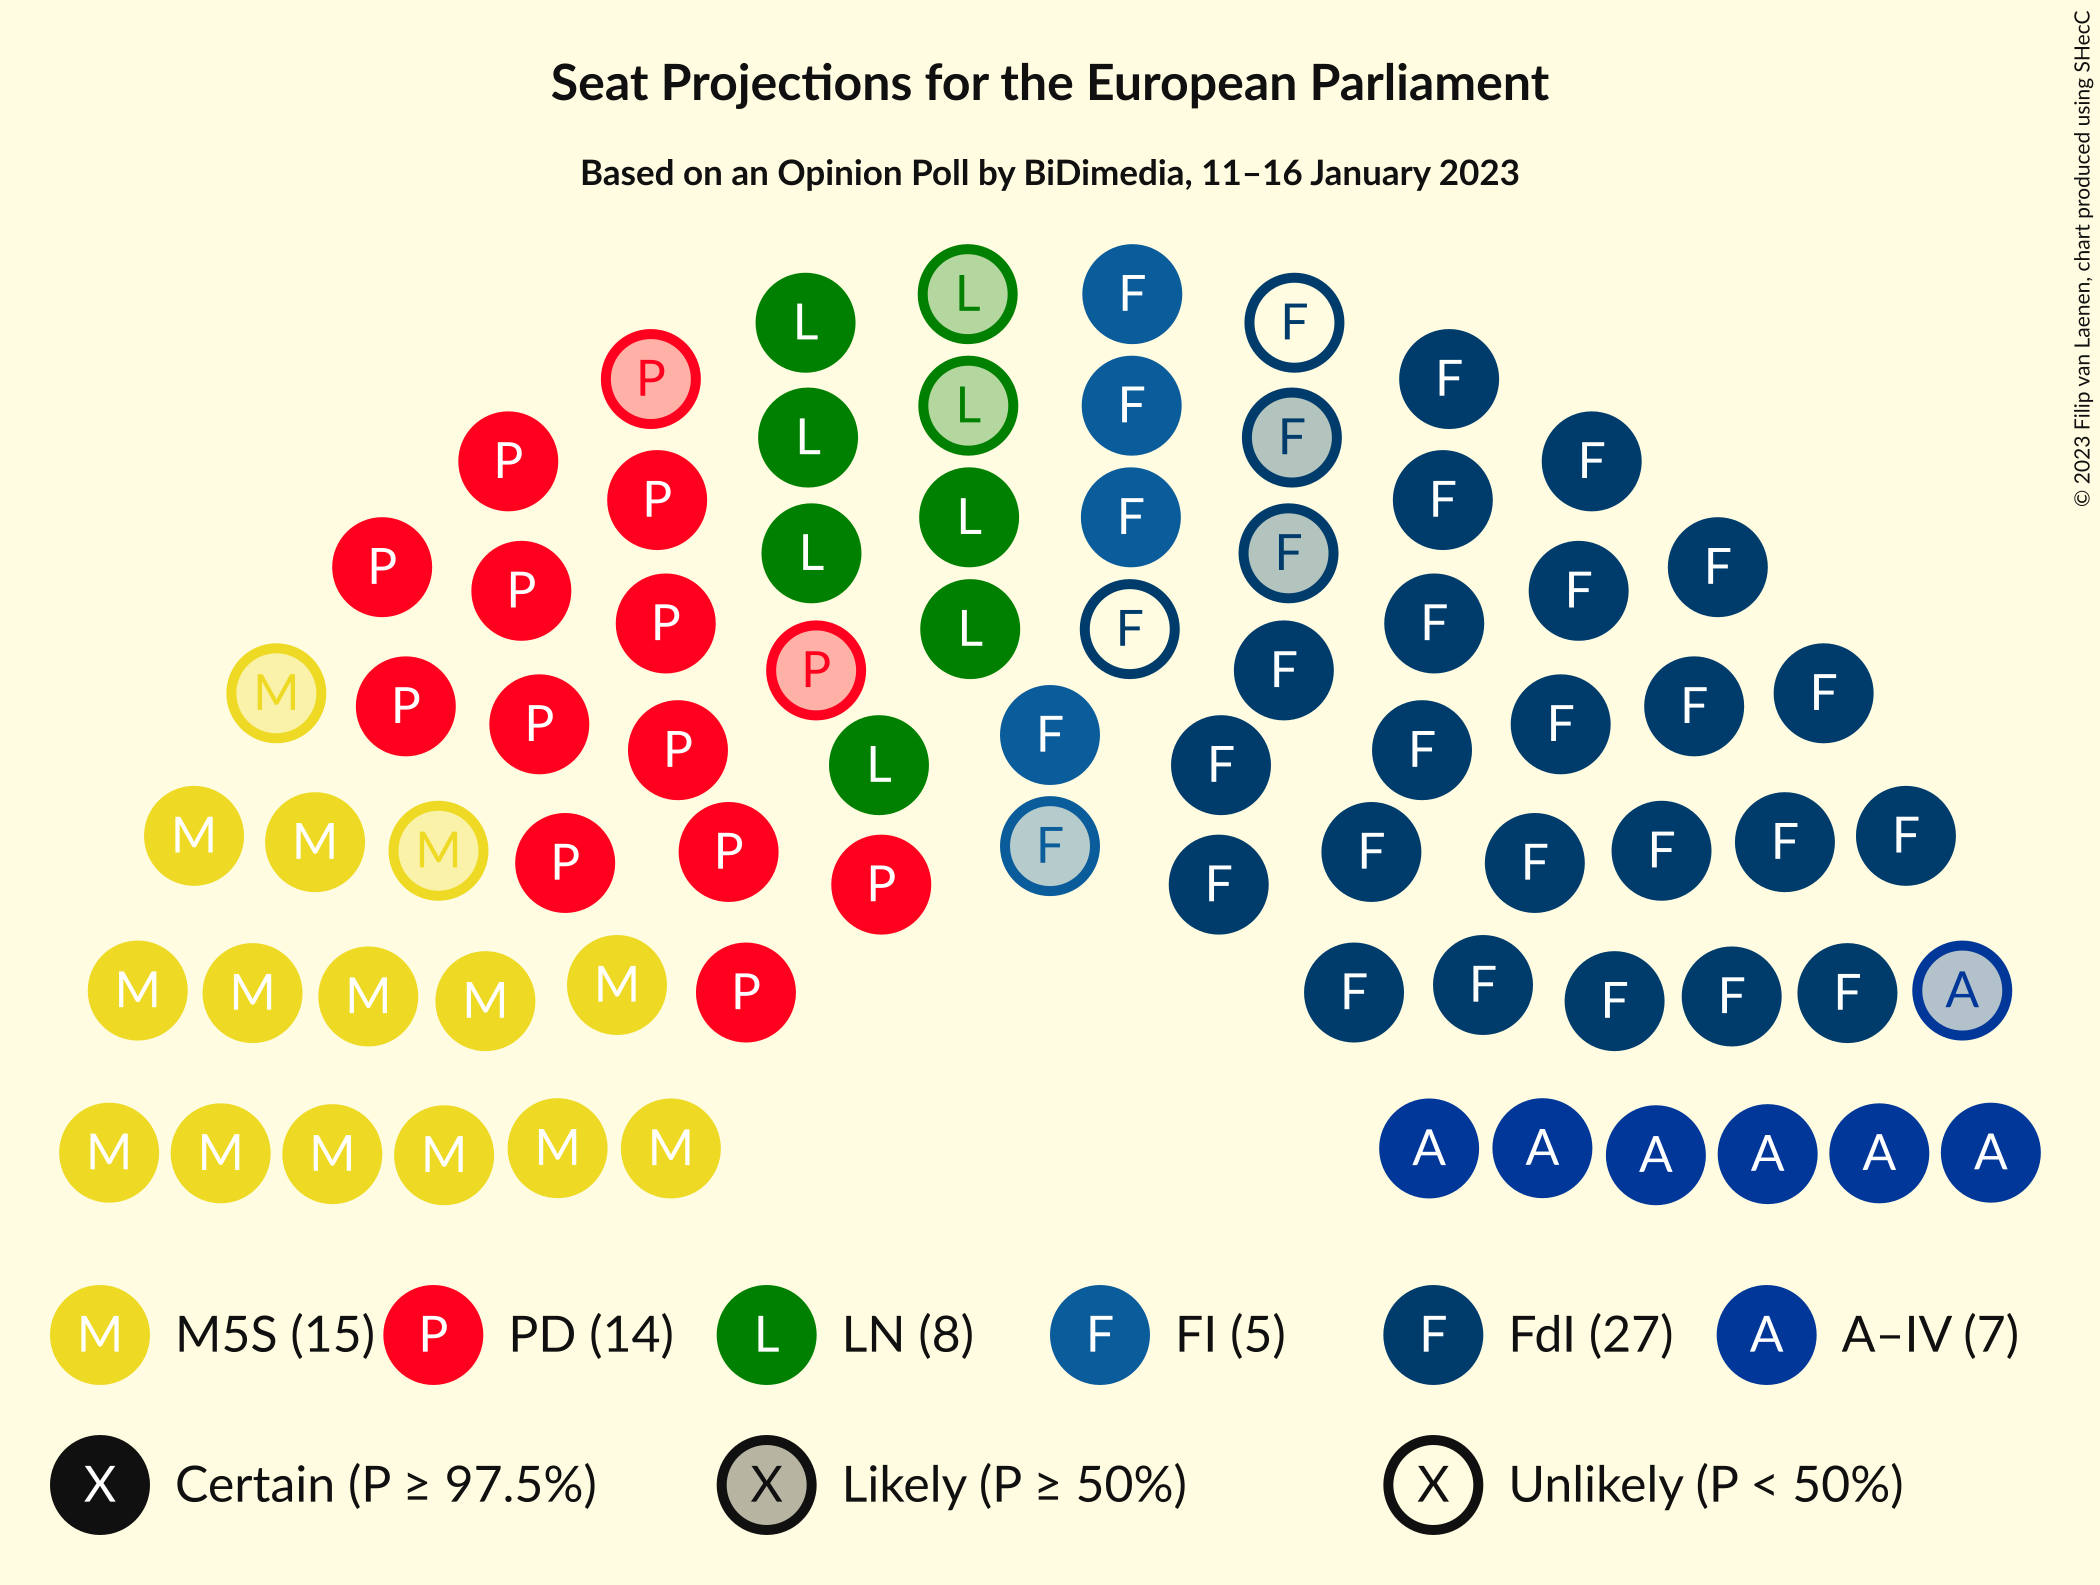 Seat Projections for the European Parliament
Based on an Opinion Poll by BiDimedia, 11–16 January 2023
© 2023 Filip van Laenen, chart produced using SHecC
L F
L F
P F
L F
L F
P F
P F
P F
L F
L F
P F
P F
P F
L F
P F
L F
P F
M F
P F
P F
F
P F
L F
M F
M F
M F
P F
P F
F
P F
M A
M F
M F
M F
M F
P F
M M M M M M A A A A A A
M M5S (15) P PD (14) L LN (8) F FI (5) F FdI (27) A A–IV (7)
X Certain (P ≥ 97.5%) X Likely (P ≥ 50%) X Unlikely (P < 50%)